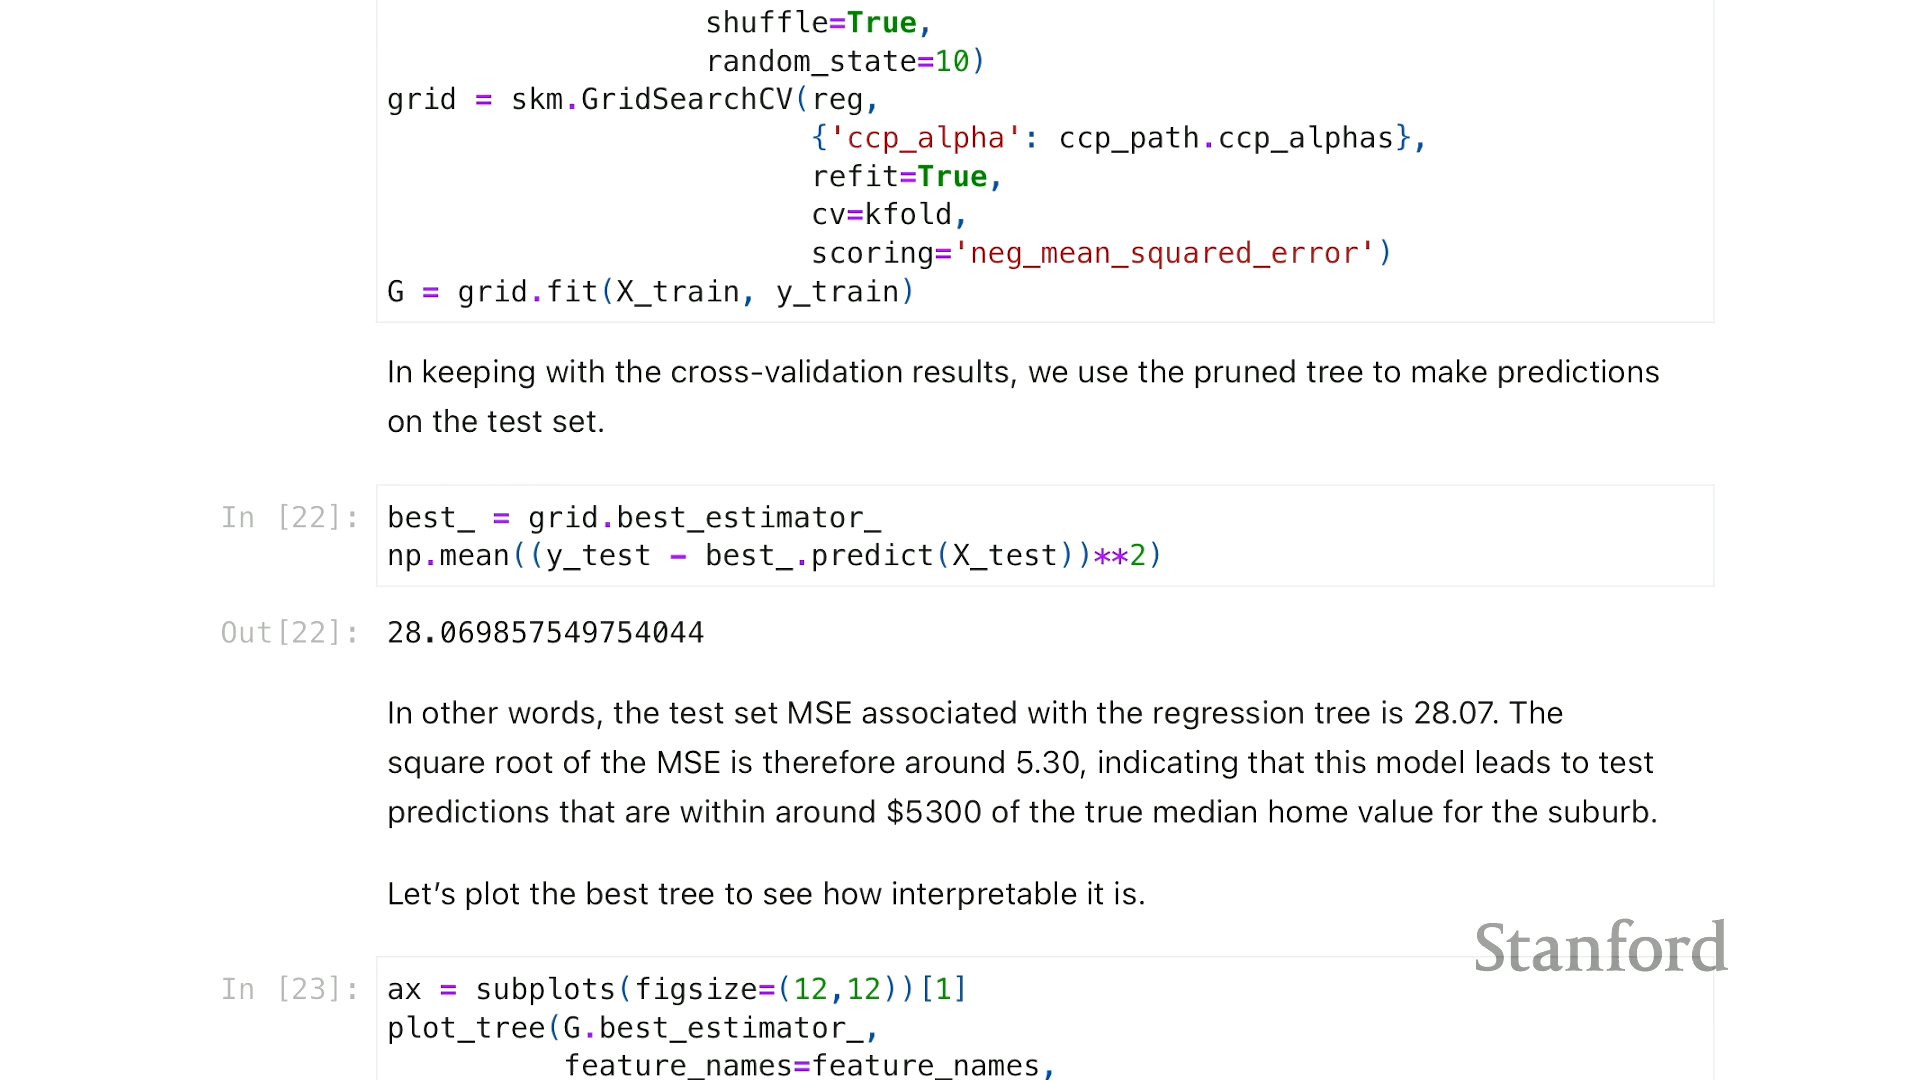 shuffle=True,
random_state=10)
grid = skm.GridSearchCV(reg,
{'ccp_alpha': ccp_path.ccp_alphas},
refit=True,
cv=kfold,
scoring='neg_mean_squared_error')
G = grid.fit(X_train, y_train)
In keeping with the cross-validation results, we use the pruned tree to make predictions
on the test set.
In [22]: best_ = grid.best_estimator_
np.mean((y_test - best_.predict(X_test))**2)
Out[22]: 28.069857549754044
In other words, the test set MSE associated with the regression tree is 28.07. The
square root of the MSE is therefore around 5.30, indicating that this model leads to test
predictions that are within around $5300 of the true median home value for the suburb.
Let’s plot the best tree to see how interpretable it is.
Stanford
In [23]: ax = subplots(figsize=(12,12))[1]
plot_tree(G.best_estimator_,
feature_names=feature_names,